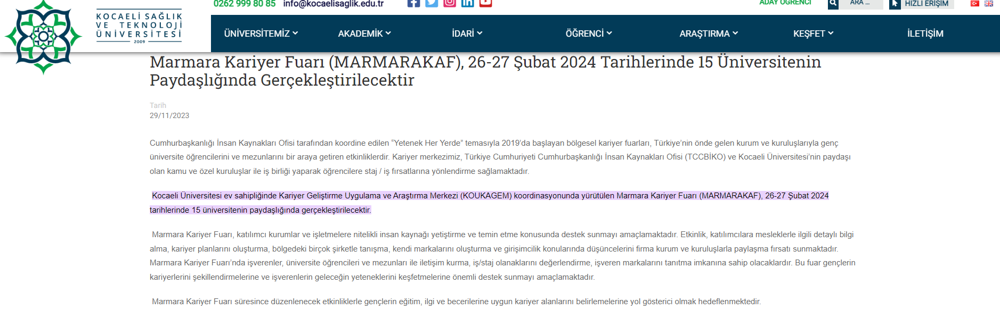 0262 999 80 85 info@kocaelisaglik.edu.tr
ADAY ÖĞRENCİ
ARA ...
HIZLI ERİŞİM
KOCAELİ SAĞLIK
VE TEKNOLOJİ
ÜNİVERSİTESİ
2009
ÜNİVERSİTEMİZ AKADEMİK İDARİ ÖĞRENCİ ARAŞTIRMA KEŞFET İLETİŞİM
Marmara Kariyer Fuarı (MARMARAKAF), 26-27 Şubat 2024 Tarihlerinde 15 Üniversitenin
Paydaşlığında Gerçekleştirilecektir
Tarih
29/11/2023
Cumhurbaşkanlığı İnsan Kaynakları Ofisi tarafından koordine edilen “Yetenek Her Yerde” temasıyla 2019’da başlayan bölgesel kariyer fuarları, Türkiye’nin önde gelen kurum ve kuruluşlarıyla genç
üniversite öğrencilerini ve mezunlarını bir araya getiren etkinliklerdir. Kariyer merkezimiz, Türkiye Cumhuriyeti Cumhurbaşkanlığı İnsan Kaynakları Ofisi (TCCBİKO) ve Kocaeli Üniversitesi’nin paydaşı
olan kamu ve özel kuruluşlar ile iş birliği yaparak öğrencilere staj / iş fırsatlarına yönlendirme sağlamaktadır.
Kocaeli Üniversitesi ev sahipliğinde Kariyer Geliştirme Uygulama ve Araştırma Merkezi (KOUKAGEM) koordinasyonunda yürütülen Marmara Kariyer Fuarı (MARMARAKAF), 26-27 Şubat 2024
tarihlerinde 15 üniversitenin paydaşlığında gerçekleştirilecektir.
Marmara Kariyer Fuarı, katılımcı kurumlar ve işletmelere nitelikli insan kaynağı yetiştirme ve temin etme konusunda destek sunmayı amaçlamaktadır. Etkinlik, katılımcılara mesleklerle ilgili detaylı bilgi
alma, kariyer planlarını oluşturma, bölgedeki birçok şirketle tanışma, kendi markalarını oluşturma ve girişimcilik konularında düşüncelerini firma kurum ve kuruluşlarla paylaşma fırsatı sunmaktadır.
Marmara Kariyer Fuarı’nda işverenler, üniversite öğrencileri ve mezunları ile iletişim kurma, iş/staj olanaklarını değerlendirme, işveren markalarını tanıtma imkanına sahip olacaklardır. Bu fuar gençlerin
kariyerlerini şekillendirmelerine ve işverenlerin geleceğin yeteneklerini keşfetmelerine önemli destek sunmayı amaçlamaktadır.
Marmara Kariyer Fuarı süresince düzenlenecek etkinliklerle gençlerin eğitim, ilgi ve becerilerine uygun kariyer alanlarını belirlemelerine yol gösterici olmak hedeflenmektedir.